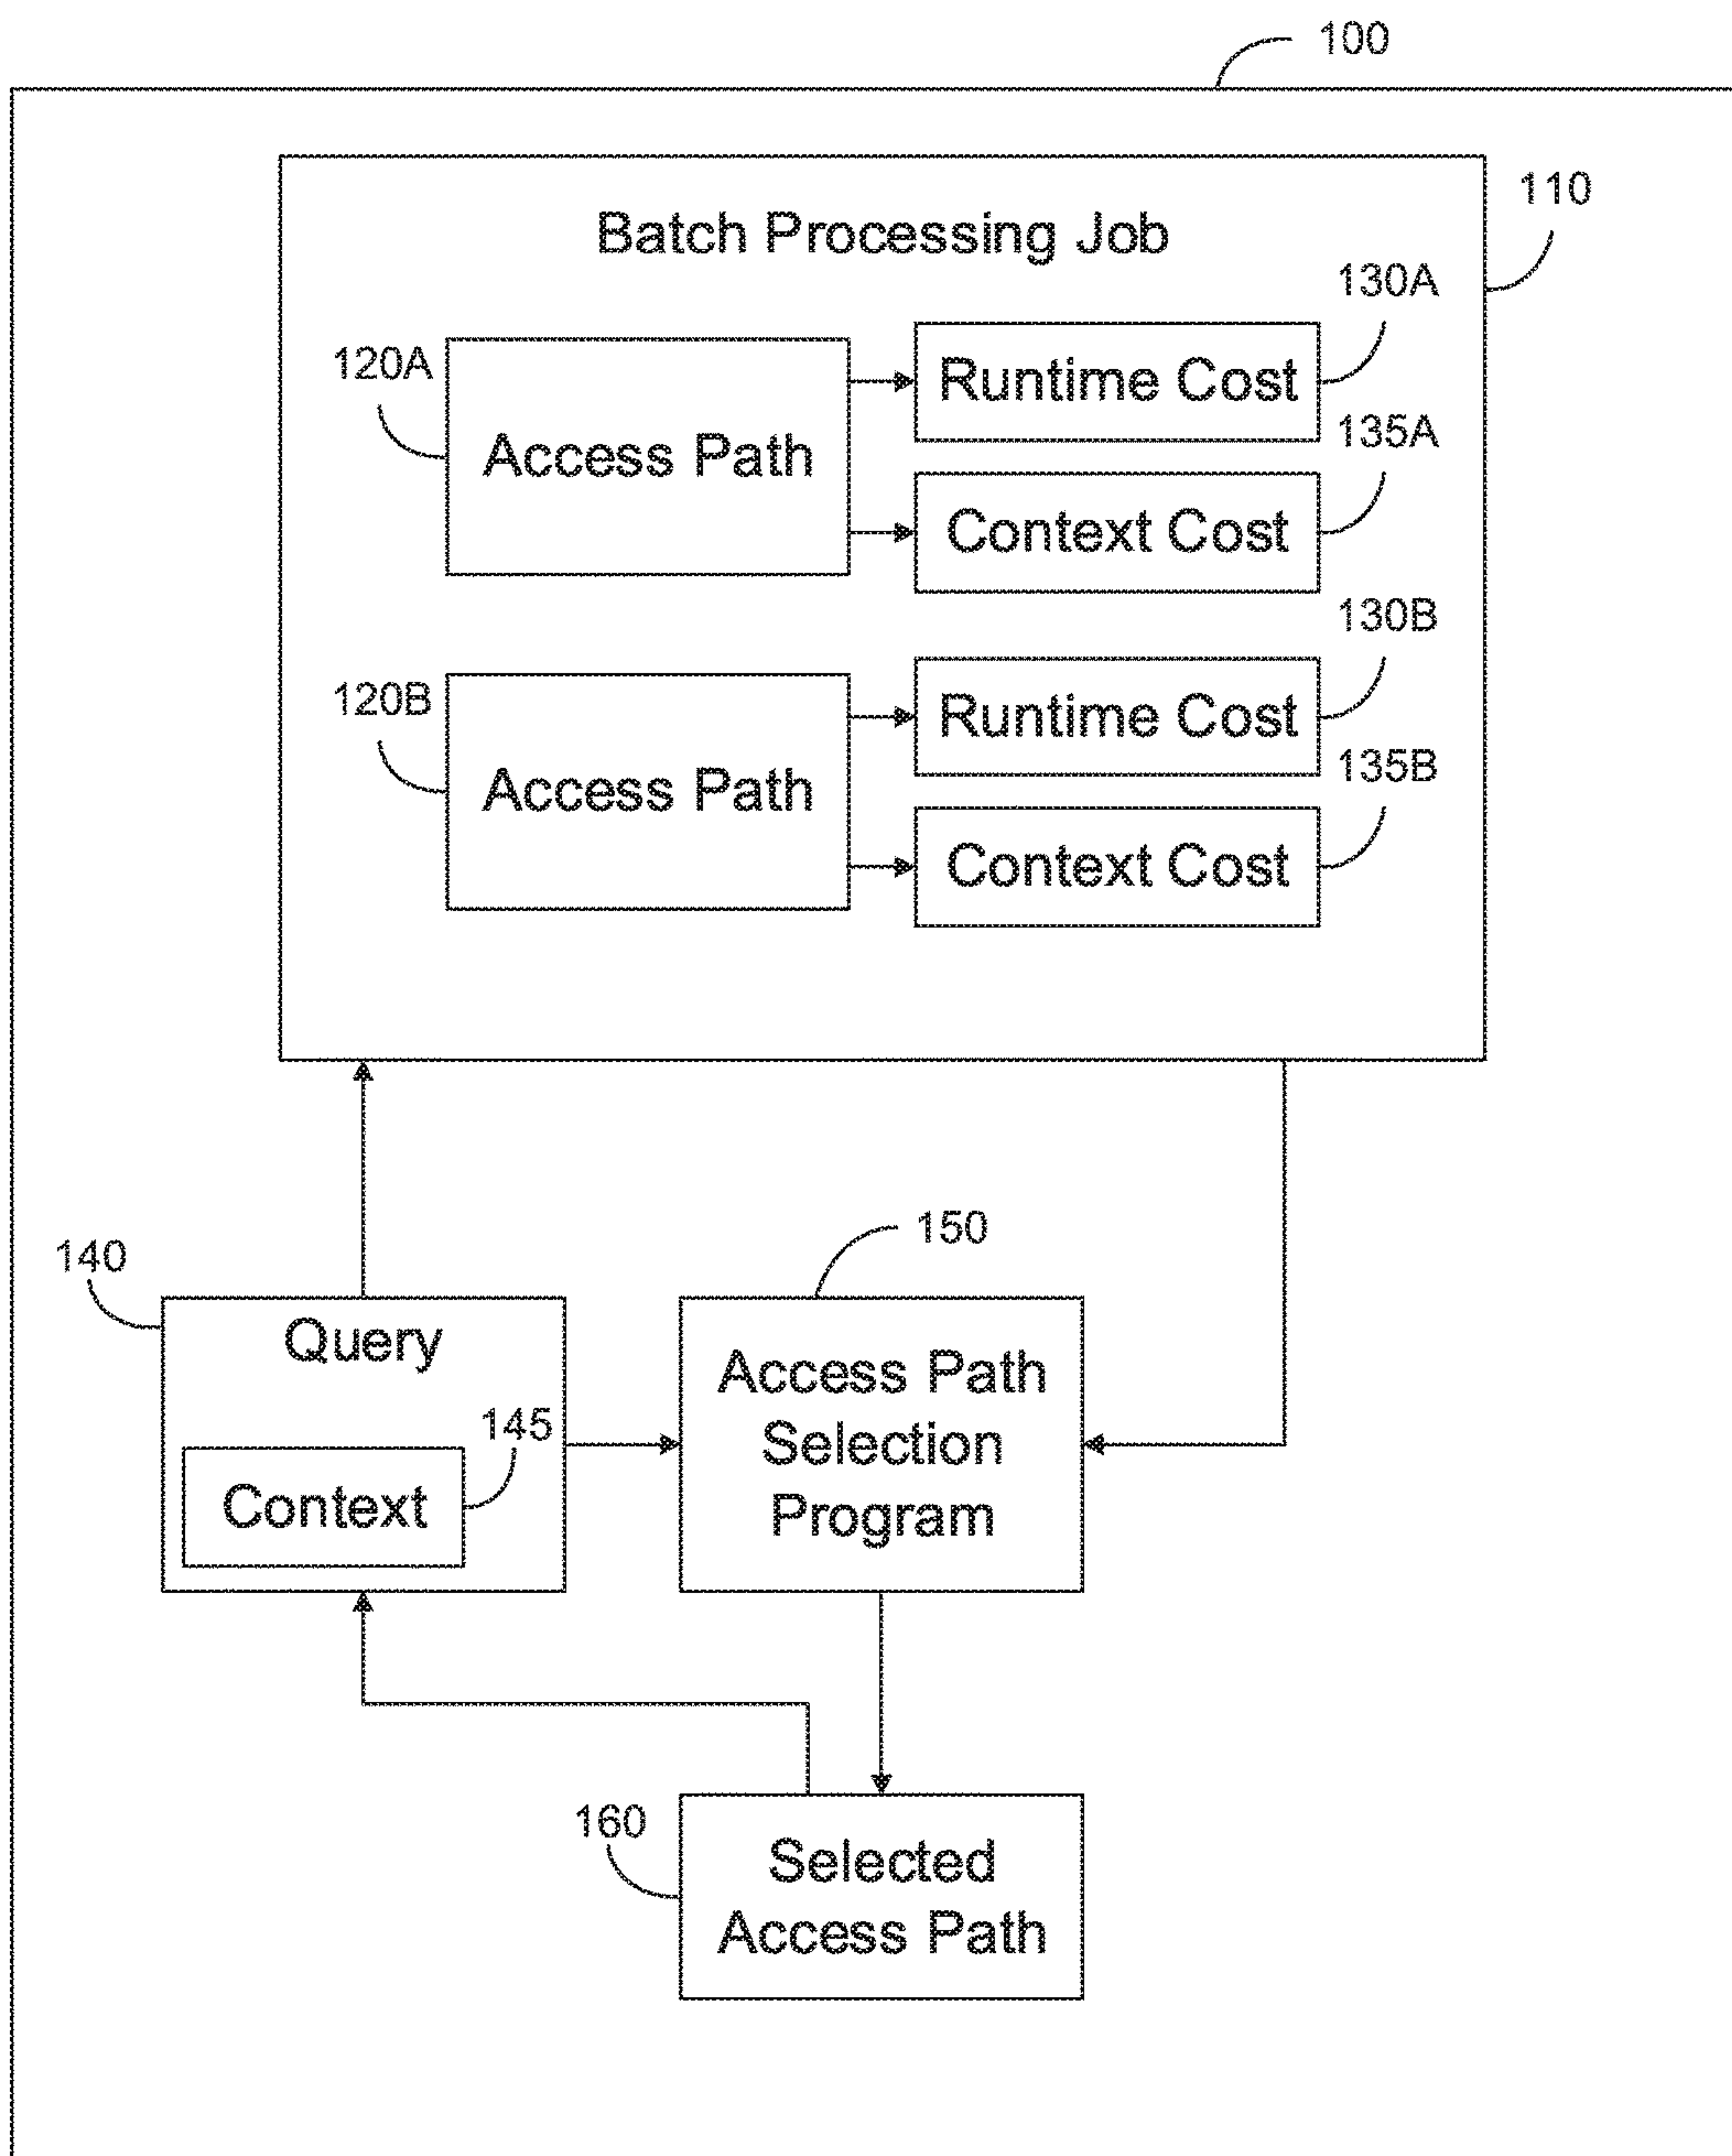 100
110
Batch Processing Job
130A
120A
Runtime Cost
Access Path
135A
Context Cost
130B
120B
Runtime Cost
Access Path
135B
Context Cost
150
140
Query
Access Path
Selection
Program
145
Context
160
Selected
Access Path